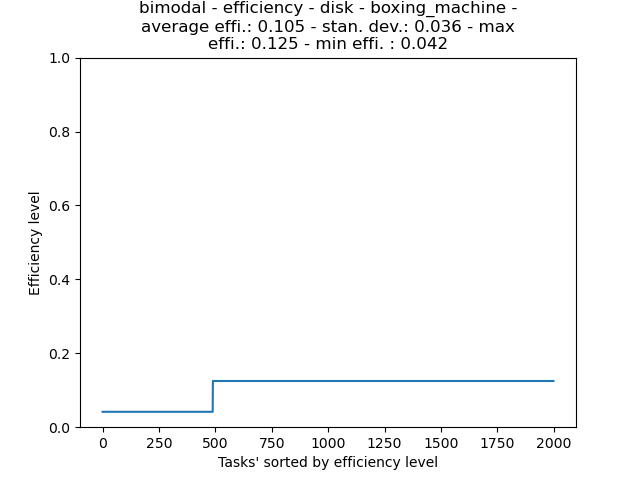 bimodal - efficiency - disk - boxing_machine -
average effi.: 0.105 - stan. dev.: 0.036 - max
effi.: 0.125 - min effi. : 0.042
1.0
0.8
0.6
0.4
0.2
0.0
Efficiency level
0 250 500 750 1000 1250 1500 1750 2000
Tasks' sorted by efficiency level